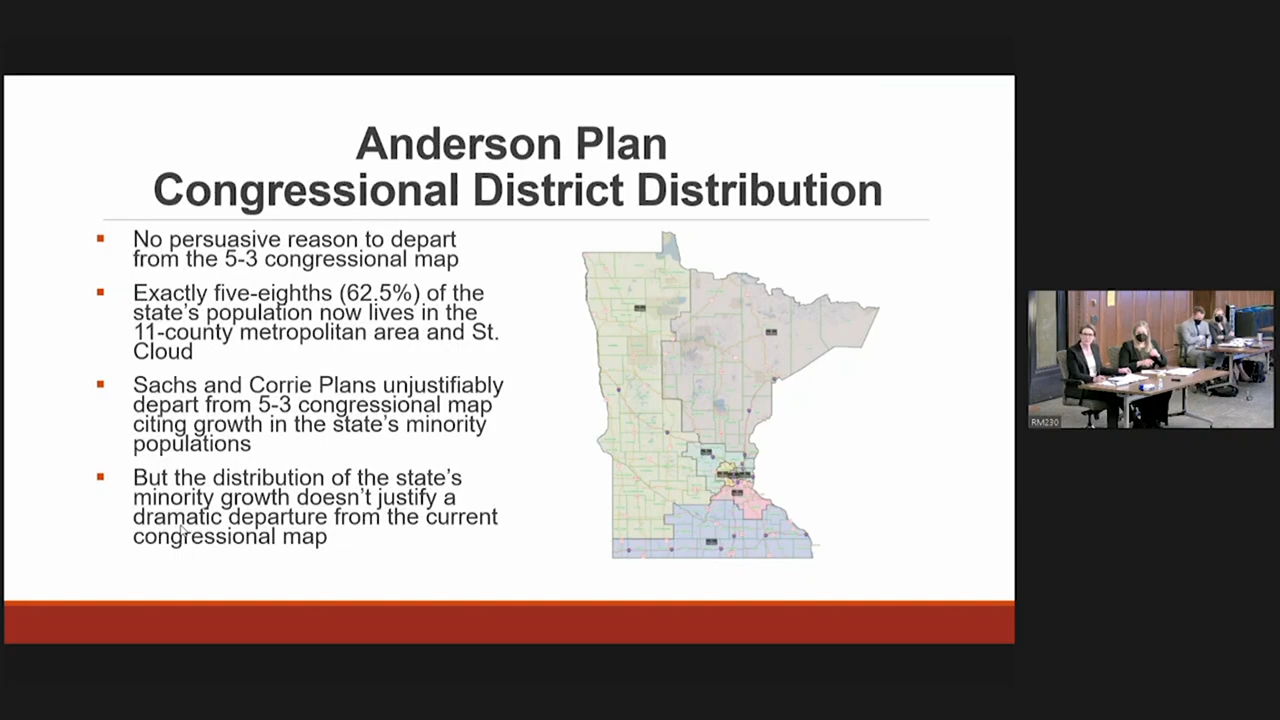 Anderson Plan
Congressional District Distribution
No persuasive reason to depart
from the 5-3 congressional map
Exactly five-eighths (62.5%) of the
state’s population now lives in the
11-county metropolitan area and St.
Cloud
Sachs and Corrie Plans unjustifiably
depart from 5-3 congressional map
citing growth in the state’s minority
populations
But the distribution of the state’s
minority growth doesn’t justify a
dramatic departure from the current
congressional map
RM230